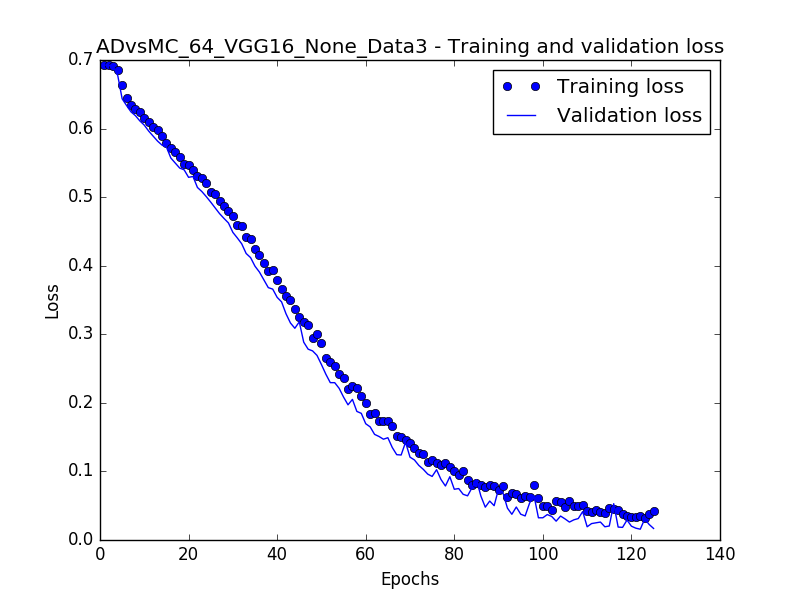 ADvsMC_64_VGG16_None_Data3 - Training and validation loss
Training loss
Validation loss
0.7
0.6
0.5
0.4
0.3
0.2
0.1
0.0
Loss
0 20 40 60 80 100 120 140
Epochs